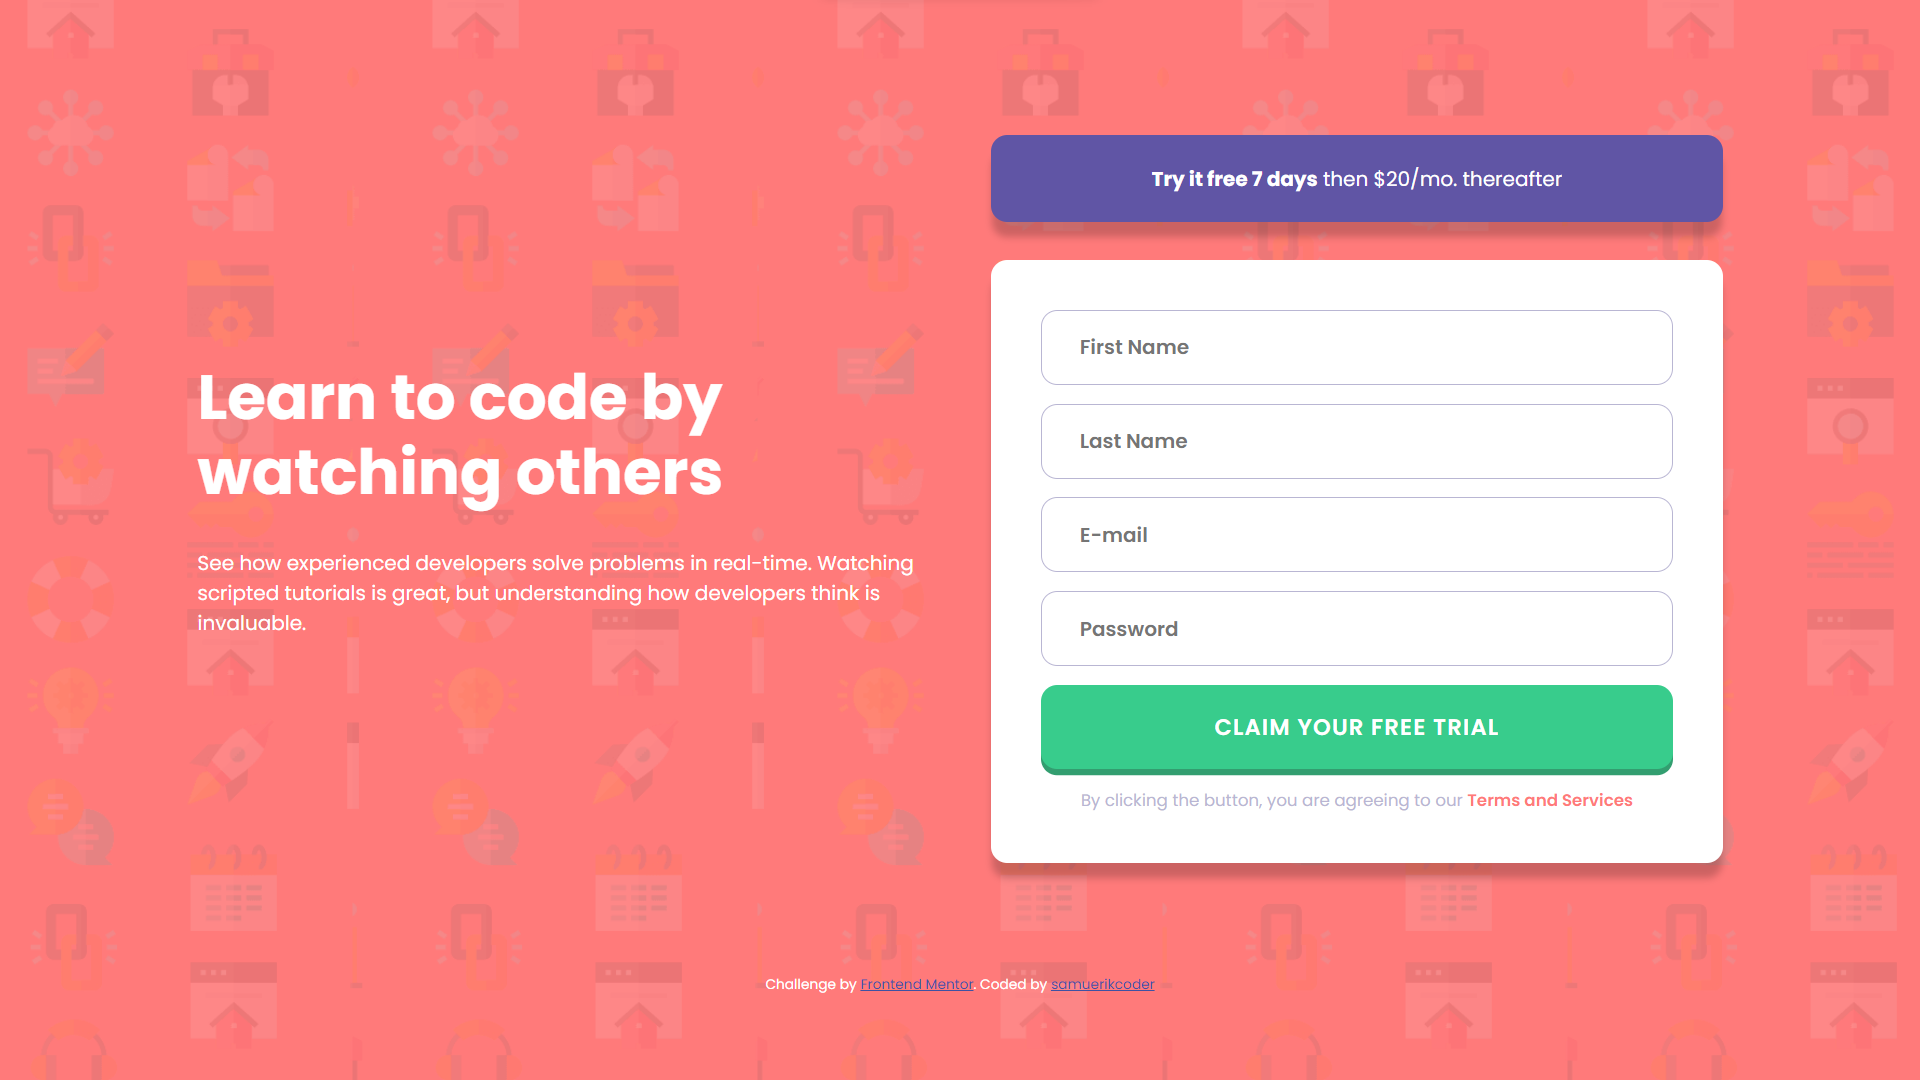 Learn to code by
watching others
See how experienced developers solve problems in real-time. Watching
scripted tutorials is great, but understanding how developers think is
invaluable.
Try it free 7 days then $20/mo. thereafter
First Name
Last Name
E-mail
Password
CLAIM YOUR FREE TRIAL
By clicking the button, you are agreeing to our Terms and Services
Challenge by Frontend Mentor. Coded by samuerikcoder